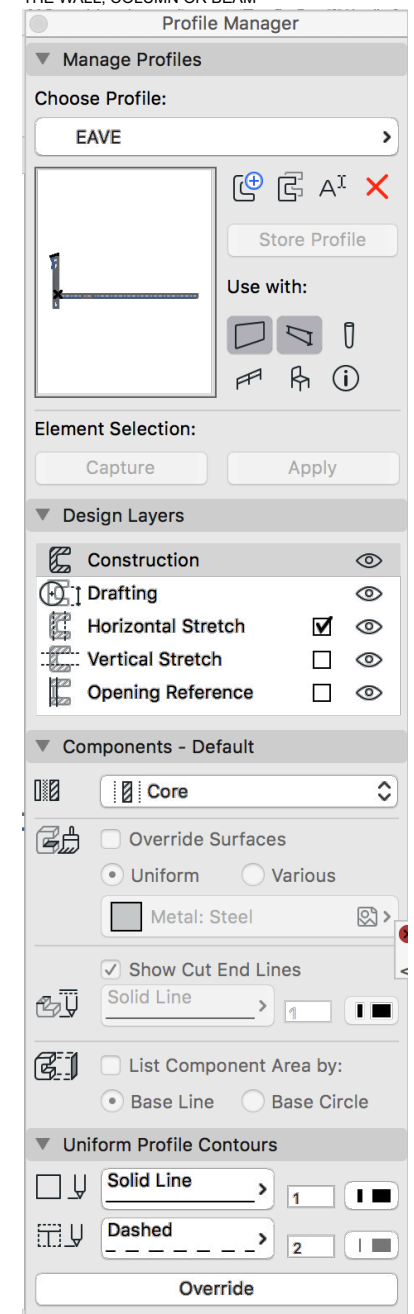 THE WALL, COLUMN OR BEAM
Profile Manager
Manage Profiles
Choose Profile:
EAVE
Store Profile
Use with:
Element Selection:
Capture
Apply
Design Layers
Construction
Drafting
Horizontal Stretch
Vertical Stretch
Opening Reference
Components - Default
Core
Override Surfaces
Uniform
Various
Metal: Steel
Show Cut End Lines
Solid Line
1
List Component Area by:
Base Line
Base Circle
Uniform Profile Contours
Solid Line
1
Dashed
2
Override